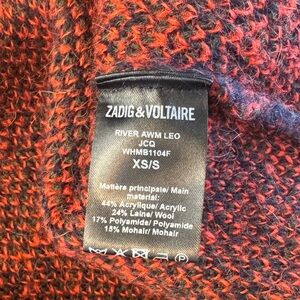 ZADIG & VOLTAIRE
RIVER AWM LEO
JCQ
WHMB1104F
XS/S
Matière principale/ Main
material:
44% Acrylique/ Acrylic
24% Laine/ Wool
17% Polyamide/ Polyamide
15% Mohair/ Mohair